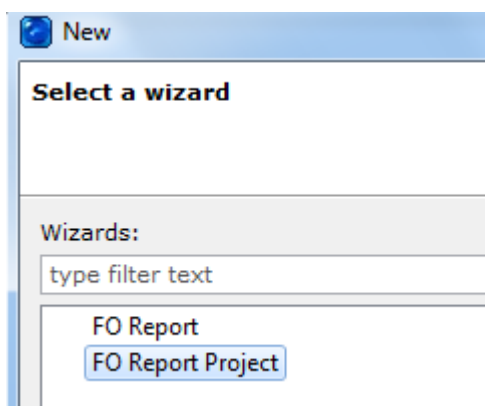 New
Select a wizard
Wizards:
type filter text
FO Report
FO Report Project